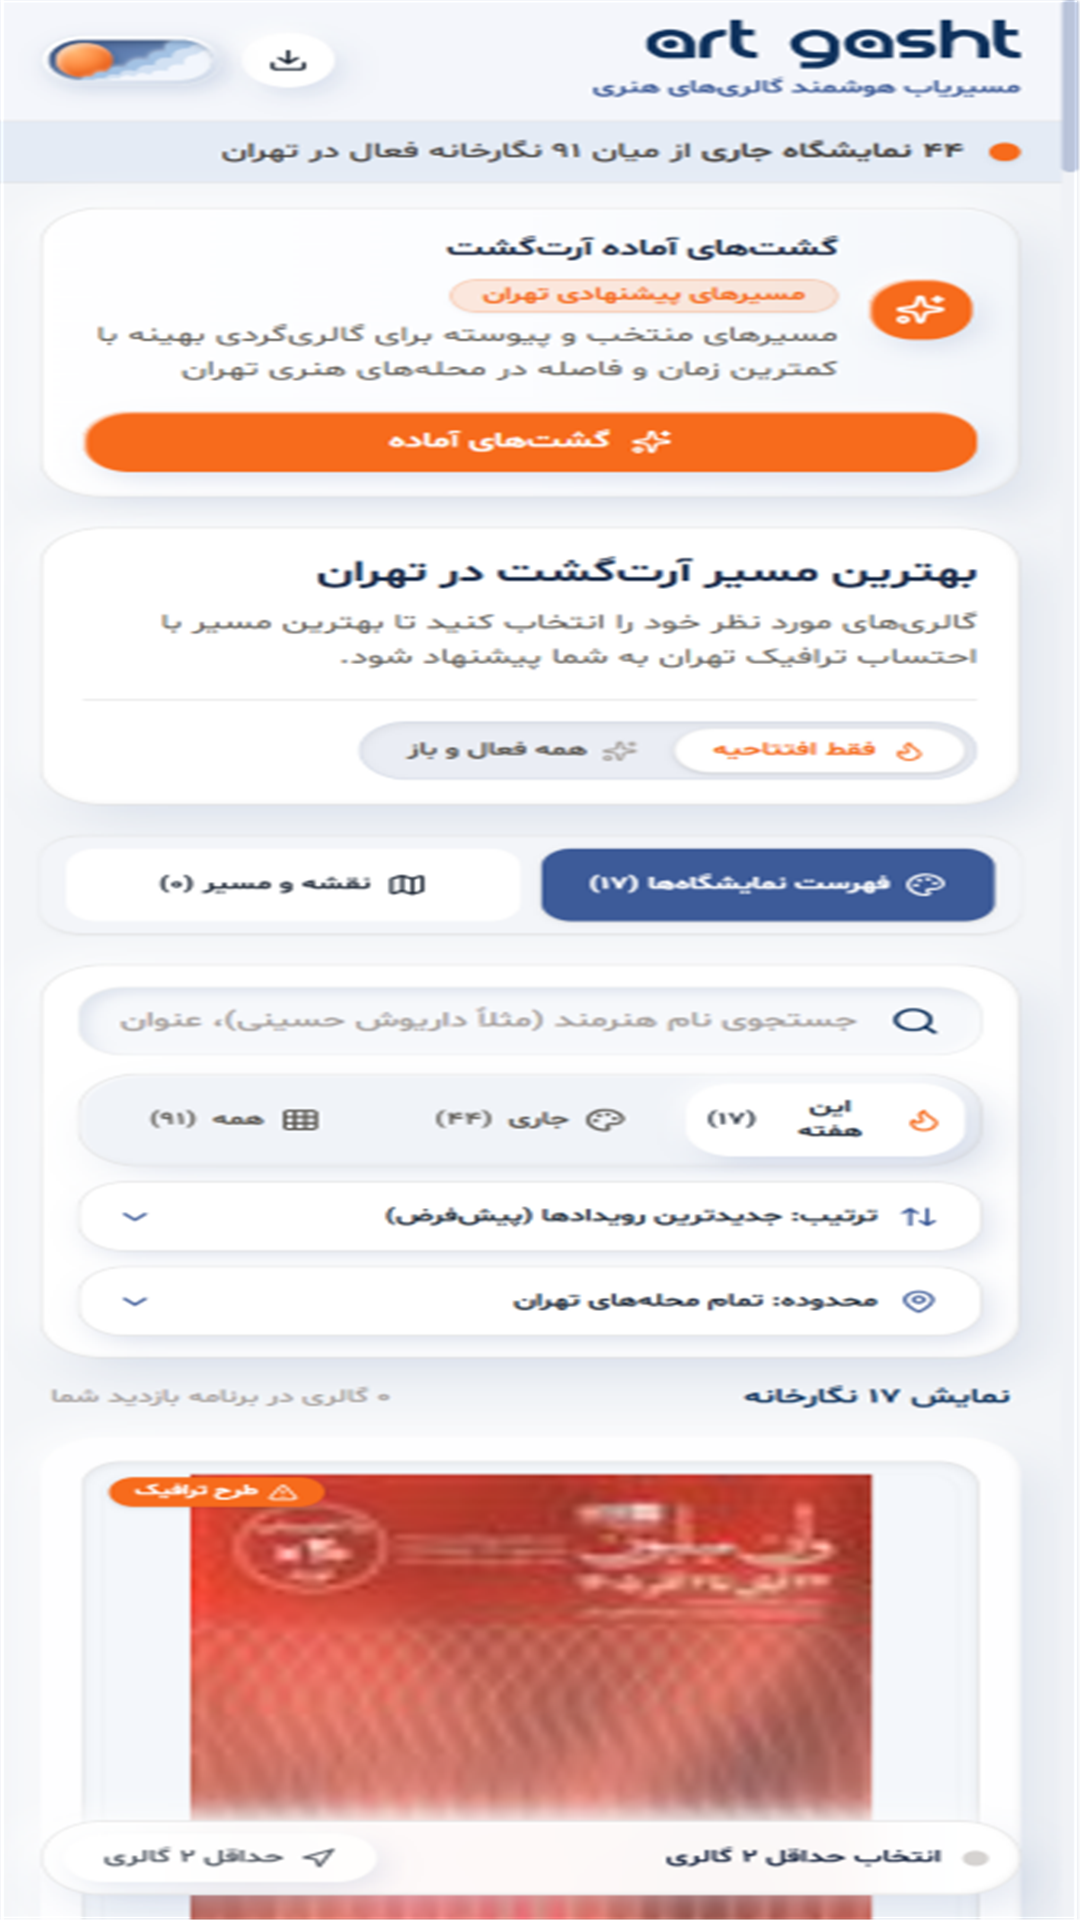 art gasht
مسیریاب هوشمند گالری‌های هنری
۴۴ نمایشگاه جاری از میان ۹۱ نگارخانه فعال در تهران
گشت‌های آماده آرت‌گشت
مسیرهای پیشنهادی تهران
مسیرهای منتخب و پیوسته برای گالری‌گردی بهینه با
کمترین زمان و فاصله در محله‌های هنری تهران
گشت‌های آماده
بهترین مسیر آرت‌گشت در تهران
گالری‌های مورد نظر خود را انتخاب کنید تا بهترین مسیر با
احتساب ترافیک تهران به شما پیشنهاد شود.
فقط افتتاحیه
همه فعال و باز
فهرست نمایشگاه‌ها (۱۷)
نقشه و مسیر (۰)
جستجوی نام هنرمند (مثلاً داریوش حسینی)، عنوان
این هفته (۱۷)
جاری (۴۴)
همه (۹۱)
ترتیب: جدیدترین رویدادها (پیش‌فرض)
محدوده: تمام محله‌های تهران
نمایش ۱۷ نگارخانه
۰ گالری در برنامه بازدید شما
طرح ترافیک
وان میلیون
انتخاب حداقل ۲ گالری
حداقل ۲ گالری